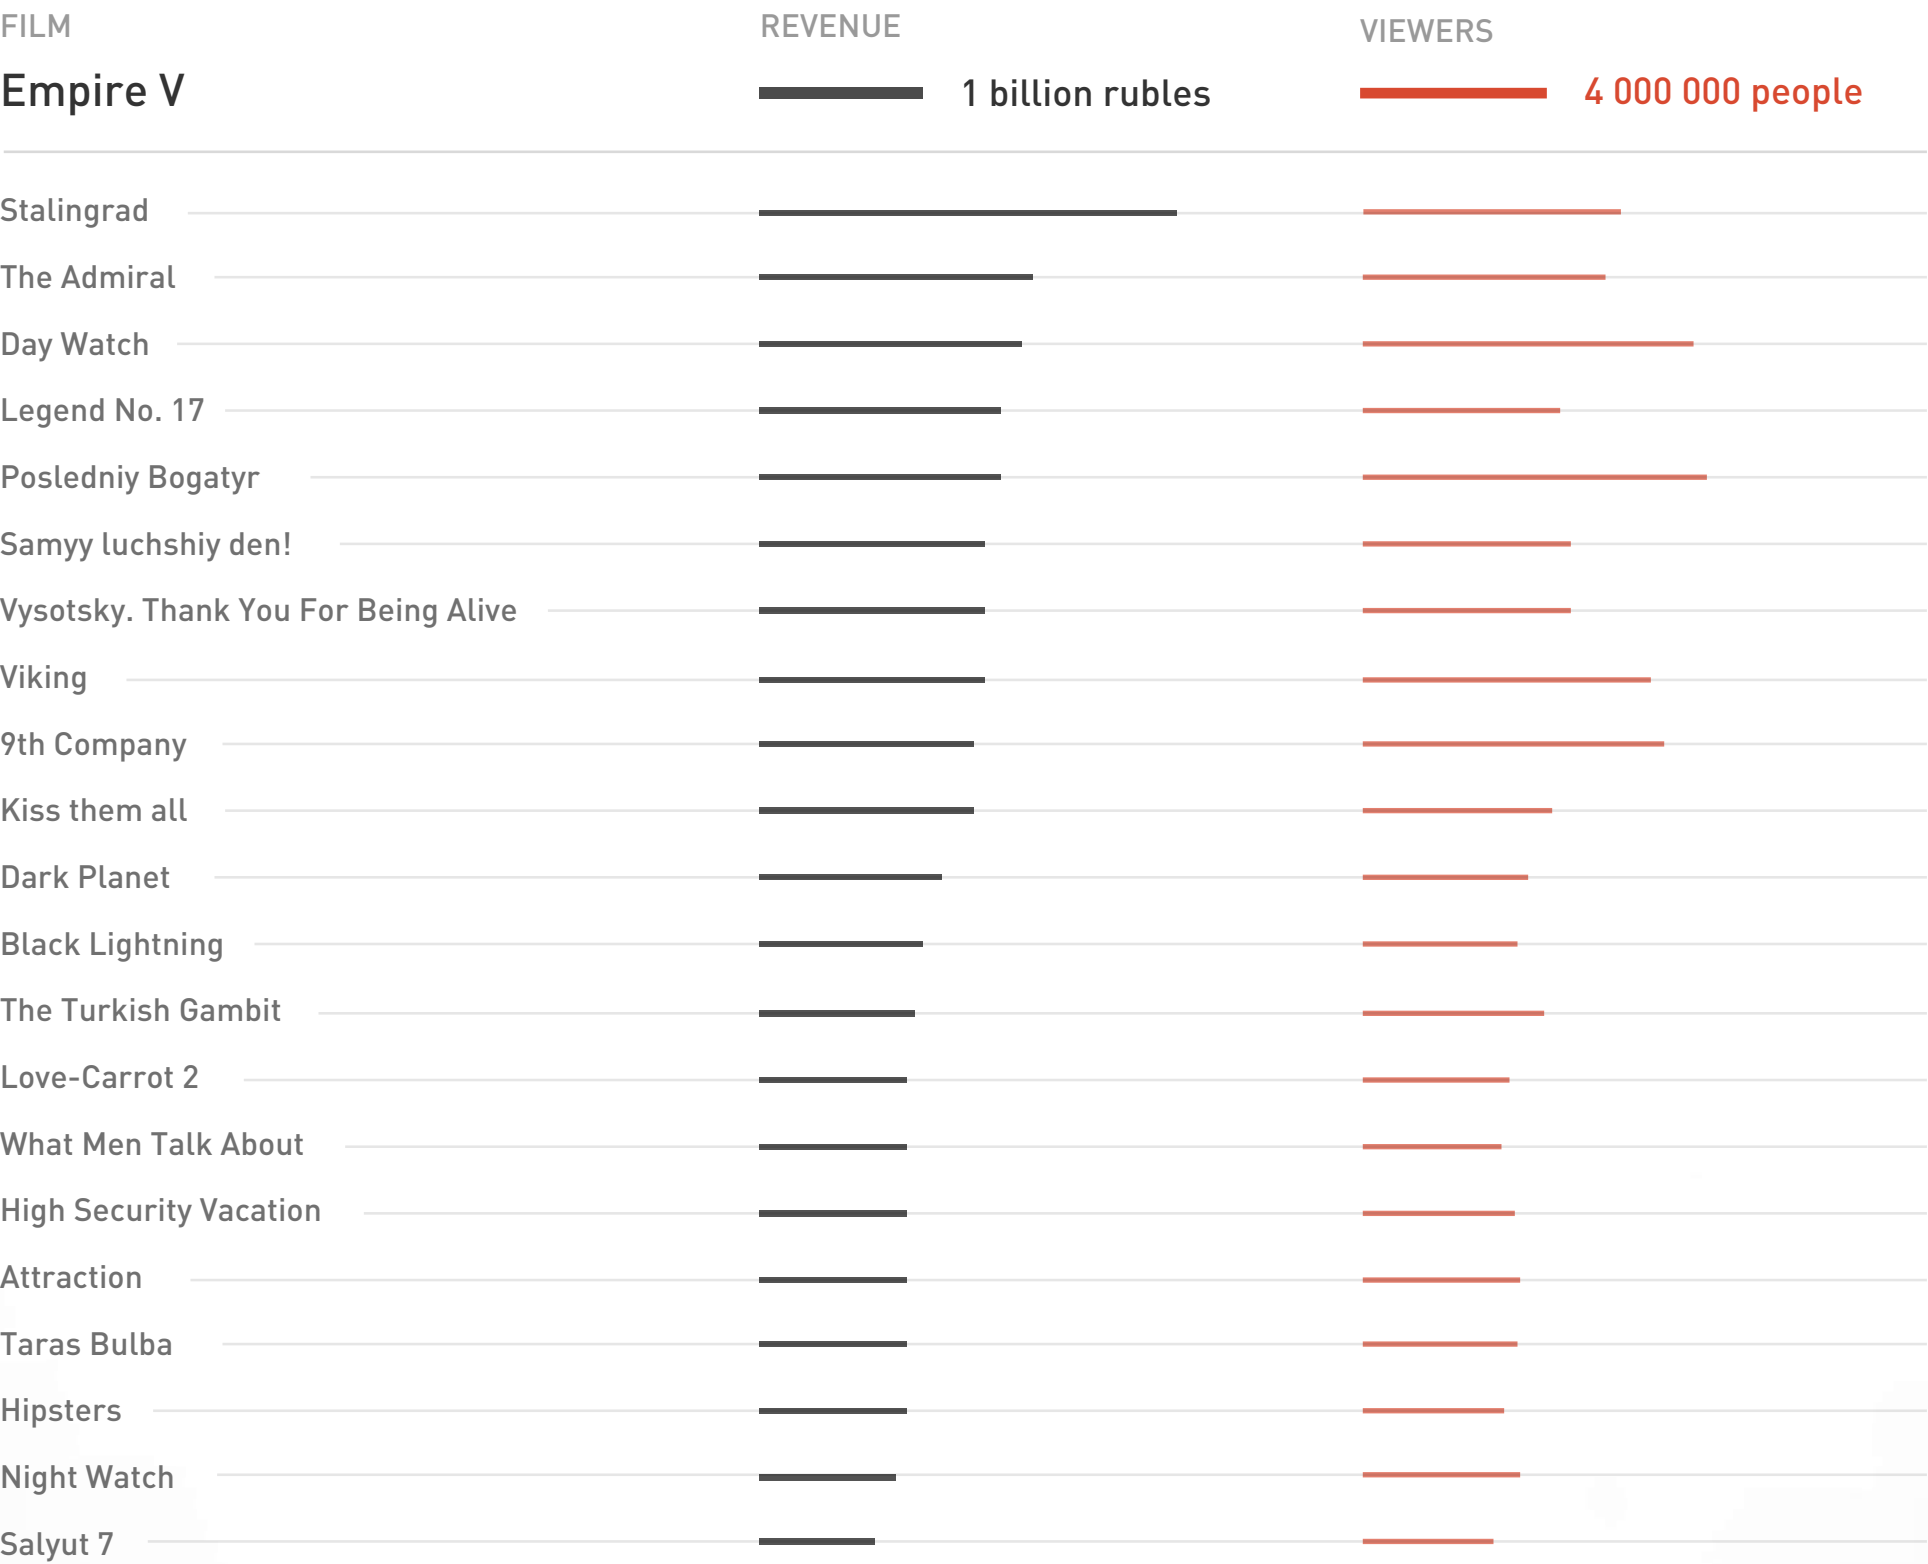 FILM REVENUE VIEWERS
Empire V 1 billion rubles 4 000 000 people
Stalingrad
The Admiral
Day Watch
Legend No. 17
Posledniy Bogatyr
Samyy luchshiy den!
Vysotsky. Thank You For Being Alive
Viking
9th Company
Kiss them all
Dark Planet
Black Lightning
The Turkish Gambit
Love-Carrot 2
What Men Talk About
High Security Vacation
Attraction
Taras Bulba
Hipsters
Night Watch
Salyut 7